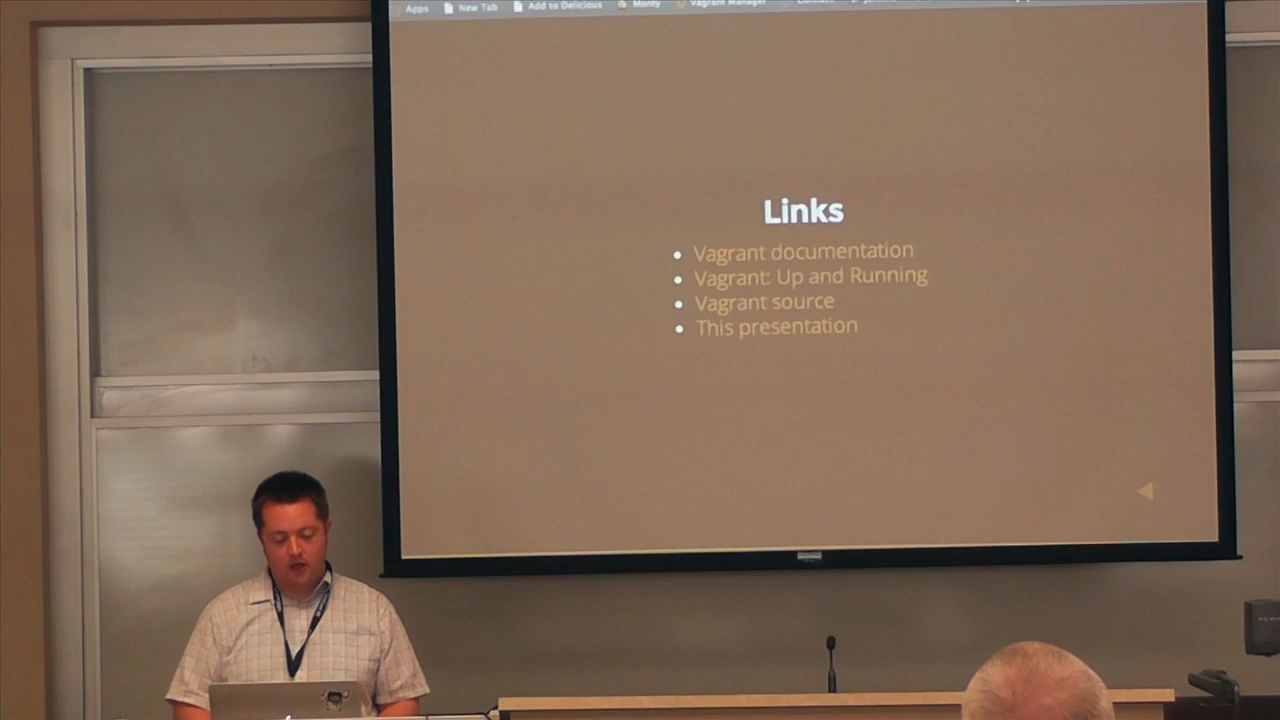 Apps New Tab Add to Delicious Monty Vagrant Manager Connect
Links
Vagrant documentation
Vagrant: Up and Running
Vagrant source
This presentation